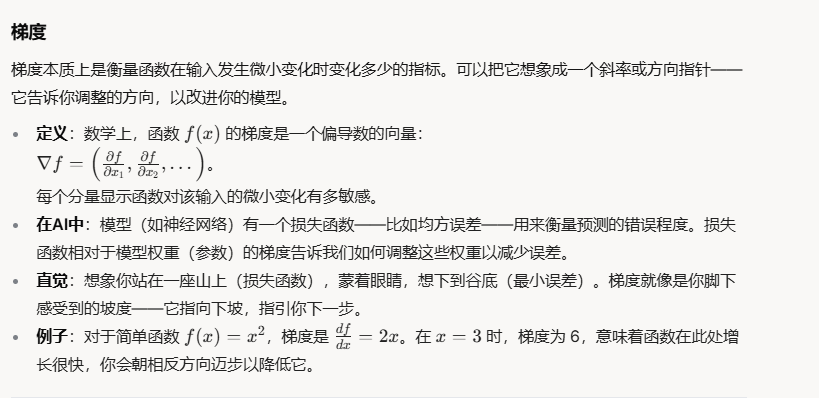 梯度
梯度本质上是衡量函数在输入发生微小变化时变化多少的指标。可以把它想象成一个斜率或方向指针——
它告诉你调整的方向，以改进你的模型。
• 定义：数学上，函数 f(x) 的梯度是一个偏导数的向量：
∇f = (∂f/∂x₁, ∂f/∂x₂, …)。
每个分量显示函数对该输入的微小变化有多敏感。
• 在AI中：模型（如神经网络）有一个损失函数——比如均方误差——用来衡量预测的错误程度。损失
函数相对于模型权重（参数）的梯度告诉我们如何调整这些权重以减少误差。
• 直觉：想象你站在一座山上（损失函数），蒙着眼睛，想下到谷底（最小误差）。梯度就像是你脚下
感受到的坡度——它指向下坡，指引你下一步。
• 例子：对于简单函数 f(x) = x²，梯度是 df/dx = 2x。在 x = 3 时，梯度为 6，意味着函数在此处增
长很快，你会朝相反方向迈步以降低它。